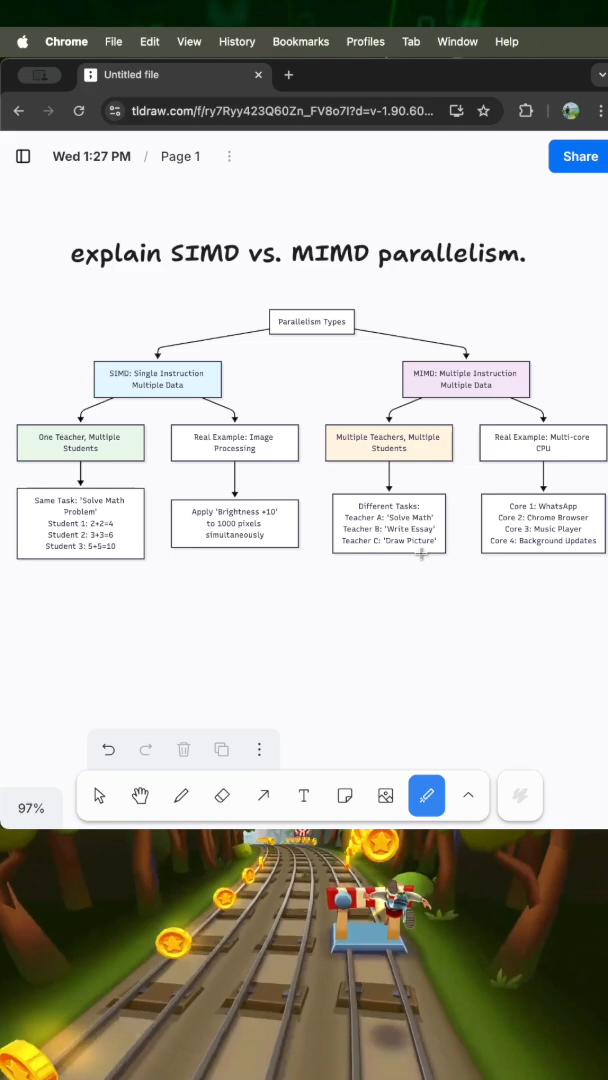 Chrome File Edit View History Bookmarks Profiles Tab Window Help
Untitled file
tldraw.com/f/ry7Ryy423Q60Zn_FV8o7I?d=v-1.90.60...
Wed 1:27 PM / Page 1
Share
explain SIMD vs. MIMD parallelism.
Parallelism Types
SIMD: Single Instruction
Multiple Data
MIMD: Multiple Instruction
Multiple Data
One Teacher, Multiple
Students
Real Example: Image
Processing
Multiple Teachers, Multiple
Students
Real Example: Multi-core
CPU
Same Task: 'Solve Math
Problem'
Student 1: 2+2=4
Student 2: 3+3=6
Student 3: 5+5=10
Apply 'Brightness +10'
to 1000 pixels
simultaneously
Different Tasks:
Teacher A: 'Solve Math'
Teacher B: 'Write Essay'
Teacher C: 'Draw Picture'
Core 1: WhatsApp
Core 2: Chrome Browser
Core 3: Music Player
Core 4: Background Updates
97%